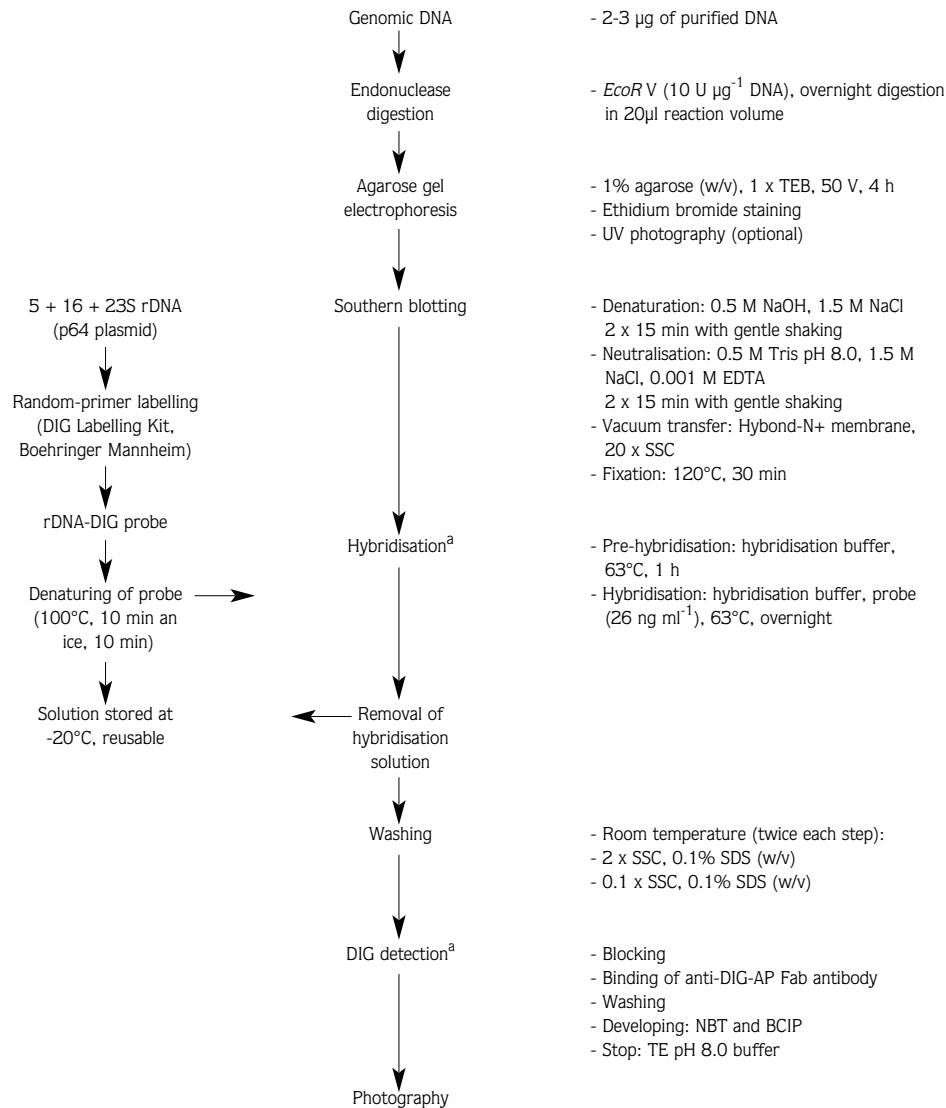 Genomic DNA
- 2-3 µg of purified DNA
Endonuclease
digestion
- EcoR V (10 U µg⁻¹ DNA), overnight digestion
in 20µl reaction volume
Agarose gel
electrophoresis
- 1% agarose (w/v), 1 x TEB, 50 V, 4 h
- Ethidium bromide staining
- UV photography (optional)
5 + 16 + 23S rDNA
(p64 plasmid)
Random-primer labelling
(DIG Labelling Kit,
Boehringer Mannheim)
rDNA-DIG probe
Denaturing of probe
(100°C, 10 min an
ice, 10 min)
Solution stored at
-20°C, reusable
Southern blotting
- Denaturation: 0.5 M NaOH, 1.5 M NaCl
2 x 15 min with gentle shaking
- Neutralisation: 0.5 M Tris pH 8.0, 1.5 M
NaCl, 0.001 M EDTA
2 x 15 min with gentle shaking
- Vacuum transfer: Hybond-N+ membrane,
20 x SSC
- Fixation: 120°C, 30 min
Hybridisationᵃ
- Pre-hybridisation: hybridisation buffer,
63°C, 1 h
- Hybridisation: hybridisation buffer, probe
(26 ng ml⁻¹), 63°C, overnight
Removal of
hybridisation
solution
Washing
- Room temperature (twice each step):
- 2 x SSC, 0.1% SDS (w/v)
- 0.1 x SSC, 0.1% SDS (w/v)
DIG detectionᵃ
- Blocking
- Binding of anti-DIG-AP Fab antibody
- Washing
- Developing: NBT and BCIP
- Stop: TE pH 8.0 buffer
Photography